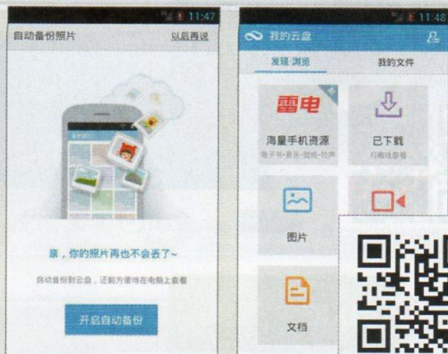 11:47
自动备份照片 以后再说
亲，你的照片再也不会丢了~
自动备份到云盘，还能方便地在电脑上查看
开启自动备份
11:48
我的云盘
发现·浏览 我的文件
雷电
海量手机资源
电子书·音乐·壁纸·铃声
已下载
可离线查看
图片
文档